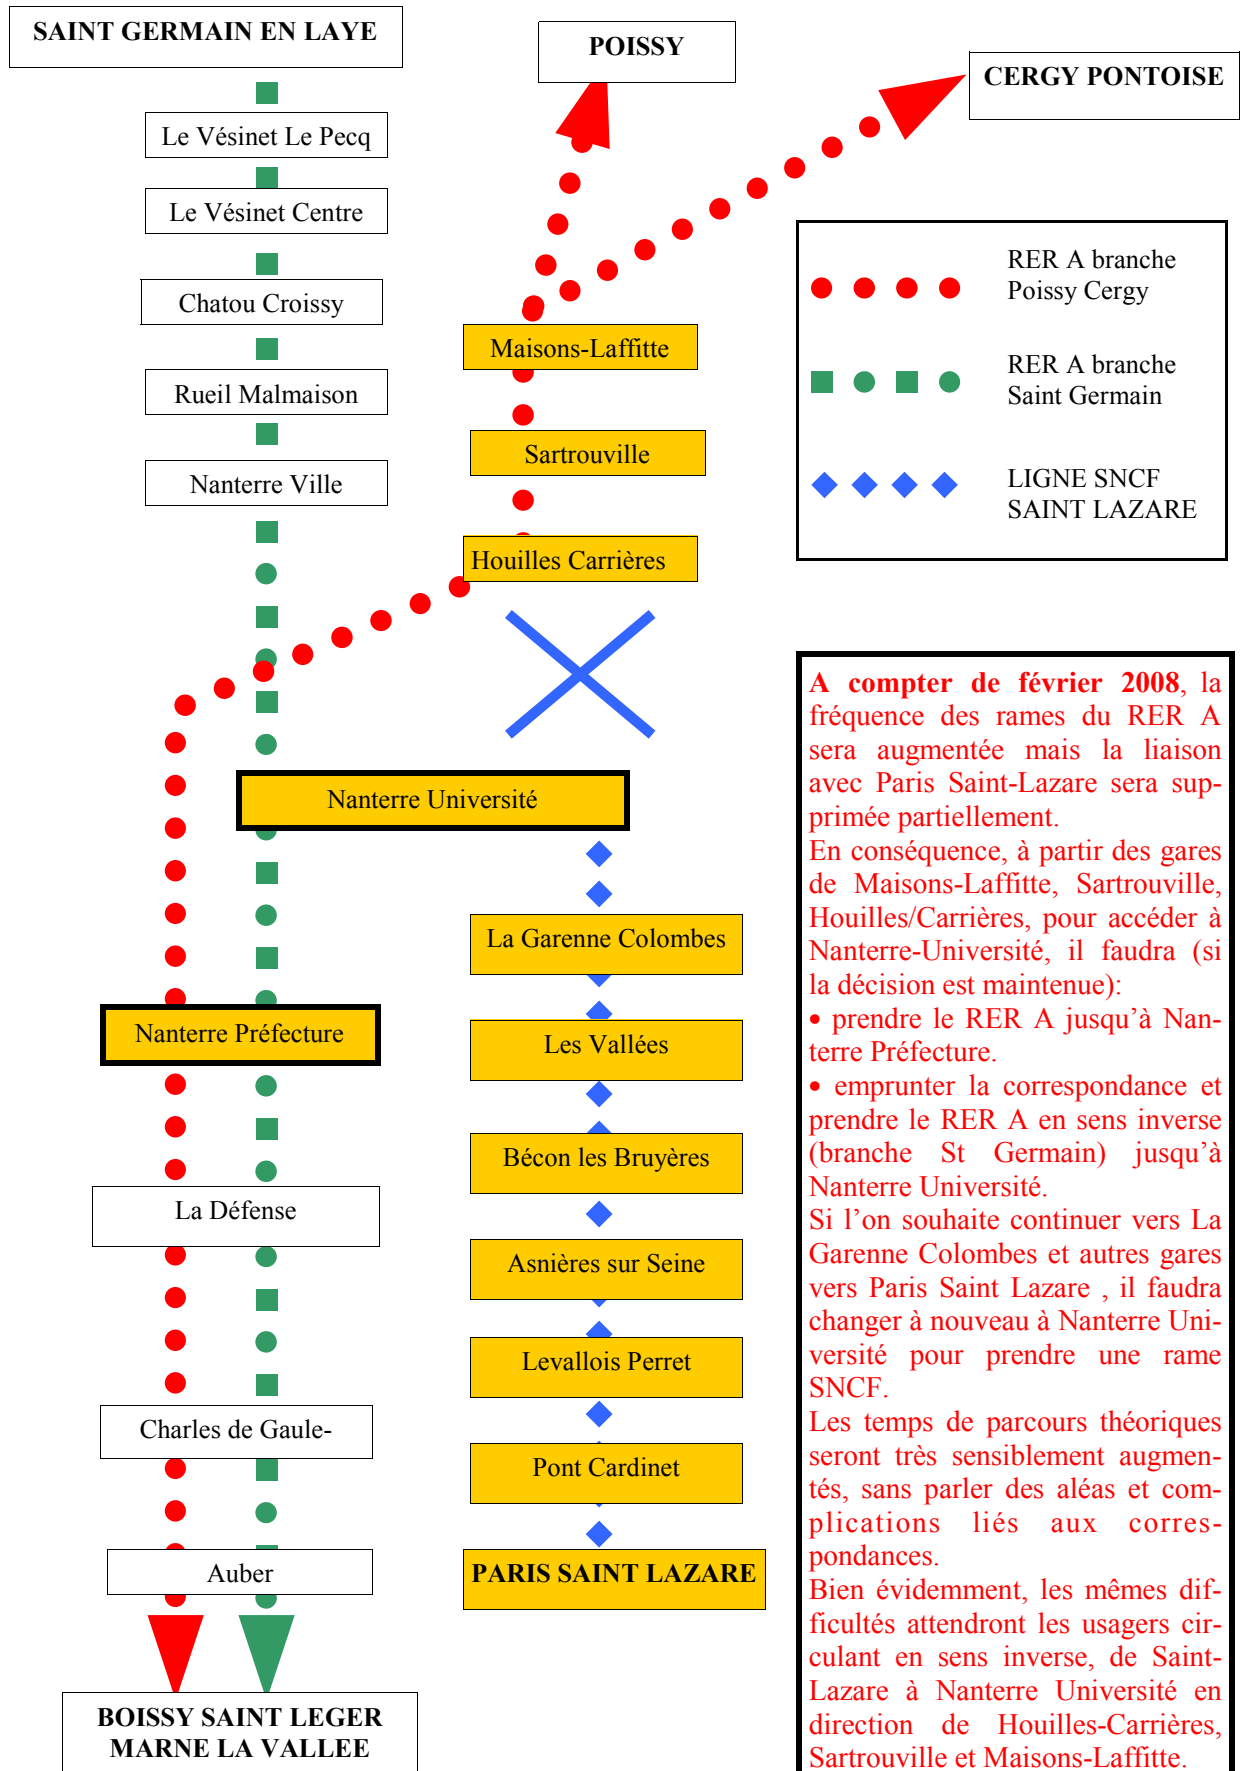 SAINT GERMAIN EN LAYE
POISSY
CERGY PONTOISE
Le Vésinet Le Pecq
Le Vésinet Centre
Chatou Croissy
Rueil Malmaison
Nanterre Ville
Maisons-Laffitte
Sartrouville
Houilles Carrières
RER A branche
Poissy Cergy
RER A branche
Saint Germain
LIGNE SNCF
SAINT LAZARE
Nanterre Université
Nanterre Préfecture
La Défense
Charles de Gaule-
Auber
BOISSY SAINT LEGER
MARNE LA VALLEE
La Garenne Colombes
Les Vallées
Bécon les Bruyères
Asnières sur Seine
Levallois Perret
Pont Cardinet
PARIS SAINT LAZARE
A compter de février 2008, la
fréquence des rames du RER A
sera augmentée mais la liaison
avec Paris Saint-Lazare sera sup-
primée partiellement.
En conséquence, à partir des gares
de Maisons-Laffitte, Sartrouville,
Houilles/Carrières, pour accéder à
Nanterre-Université, il faudra (si
la décision est maintenue):
• prendre le RER A jusqu’à Nan-
terre Préfecture.
• emprunter la correspondance et
prendre le RER A en sens inverse
(branche St Germain) jusqu’à
Nanterre Université.
Si l’on souhaite continuer vers La
Garenne Colombes et autres gares
vers Paris Saint Lazare , il faudra
changer à nouveau à Nanterre Uni-
versité pour prendre une rame
SNCF.
Les temps de parcours théoriques
seront très sensiblement augmen-
tés, sans parler des aléas et com-
plications liés aux corres-
pondances.
Bien évidemment, les mêmes dif-
ficultés attendront les usagers cir-
culant en sens inverse, de Saint-
Lazare à Nanterre Université en
direction de Houilles-Carrières,
Sartrouville et Maisons-Laffitte.